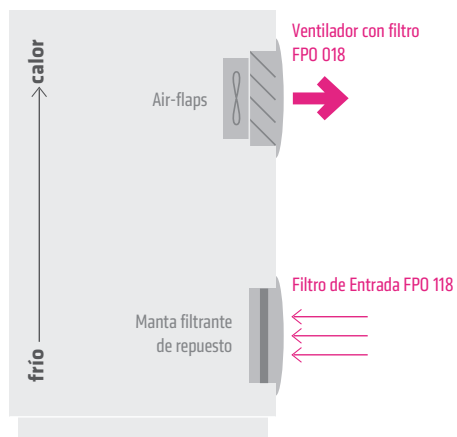 Ventilador con filtro
FPO 018
calor
Air-flaps
Filtro de Entrada FPO 118
Manta filtrante
de repuesto
frío